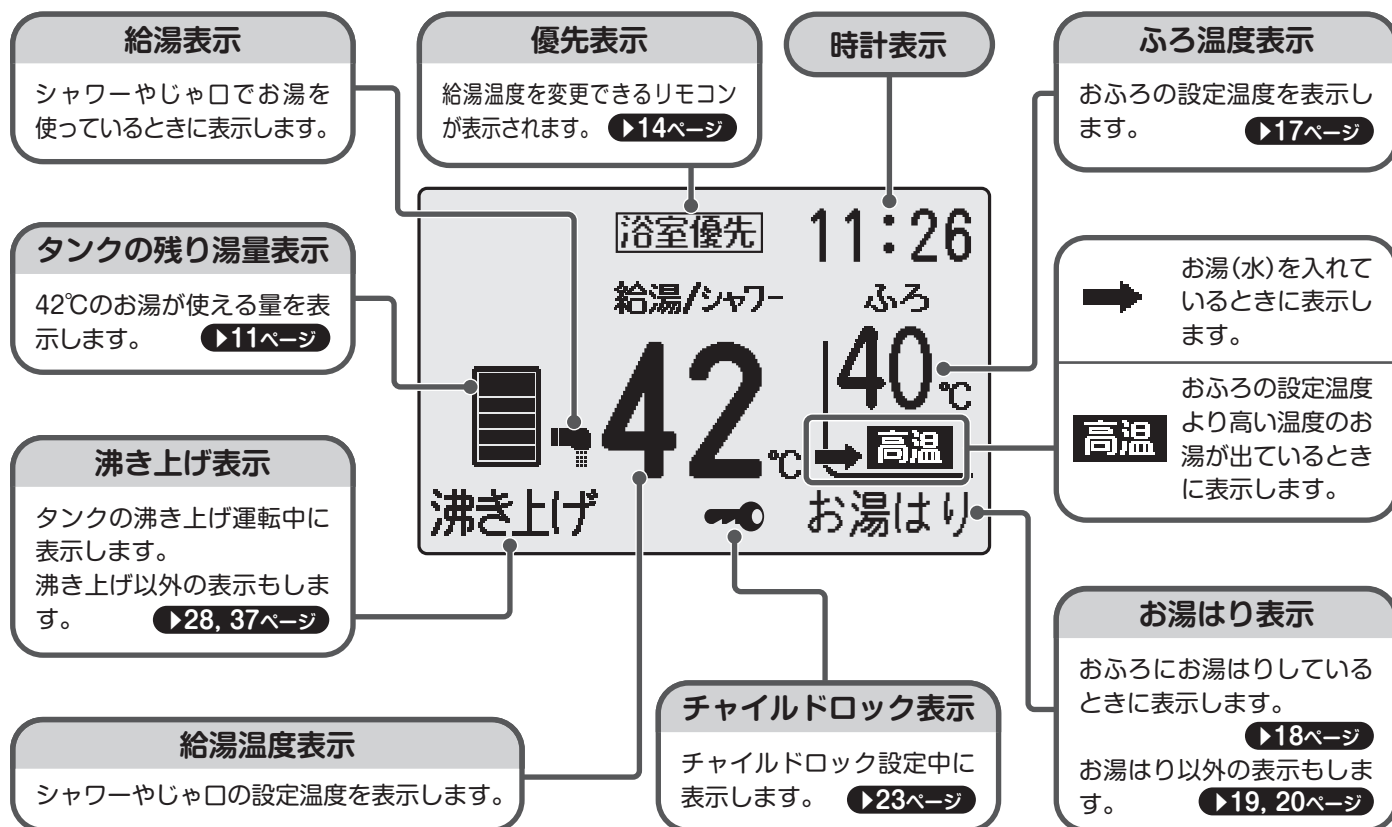 給湯表示
シャワーやじゃ口でお湯を
使っているときに表示します。
優先表示
給湯温度を変更できるリモコン
が表示されます。 ▶14ページ
時計表示
ふろ温度表示
おふろの設定温度を表示し
ます。 ▶17ページ
タンクの残り湯量表示
42℃のお湯が使える量を表
示します。 ▶11ページ
浴室優先 11:26
給湯/シャワー ふろ
42℃ 40℃
➡ 高温
沸き上げ お湯はり
➡ お湯(水)を入れて
いるときに表示し
ます。
高温 おふろの設定温度
より高い温度のお
湯が出ているとき
に表示します。
沸き上げ表示
タンクの沸き上げ運転中に
表示します。
沸き上げ以外の表示もしま
す。 ▶28, 37ページ
給湯温度表示
シャワーやじゃ口の設定温度を表示します。
チャイルドロック表示
チャイルドロック設定中に
表示します。 ▶23ページ
お湯はり表示
おふろにお湯はりしている
ときに表示します。
▶18ページ
お湯はり以外の表示もしま
す。 ▶19, 20ページ